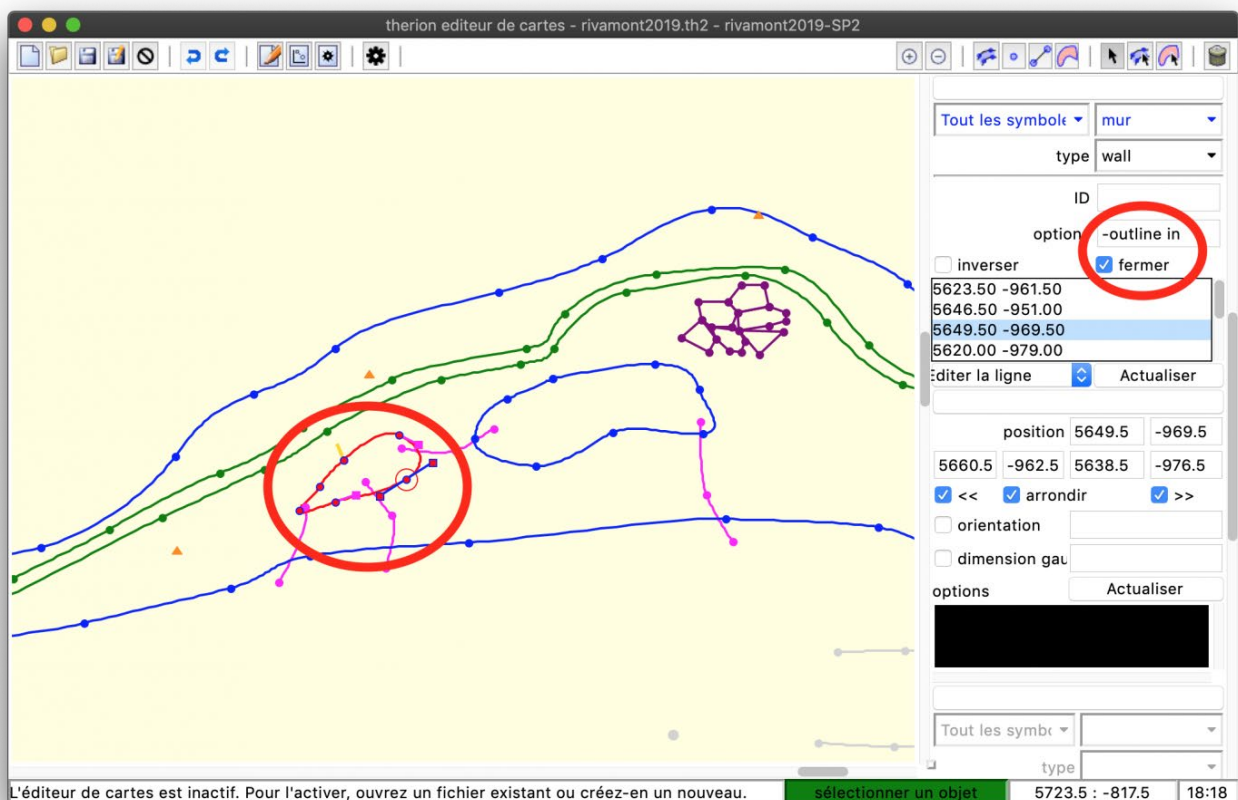 therion editeur de cartes - rivamont2019.th2 - rivamont2019-SP2
Tout les symbole mur
type wall
ID
option -outline in
inverser fermer
5623.50 -961.50
5646.50 -951.00
5649.50 -969.50
5620.00 -979.00
Editer la ligne Actualiser
position 5649.5 -969.5
5660.5 -962.5 5638.5 -976.5
<< arrondir >>
orientation
dimension gau
options Actualiser
Tout les symbo
type
L'éditeur de cartes est inactif. Pour l'activer, ouvrez un fichier existant ou créez-en un nouveau. sélectionner un objet 5723.5 : -817.5 18:18